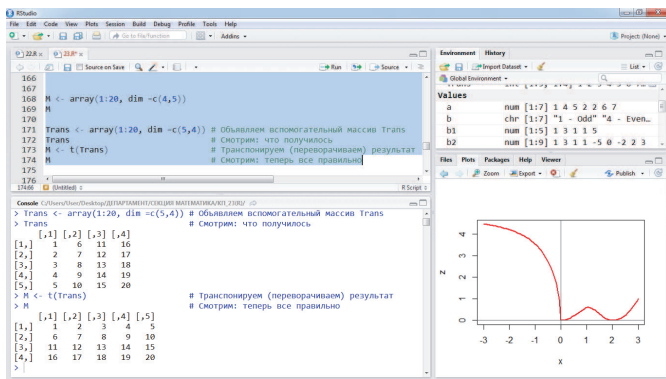 RStudio
File Edit Code View Plots Session Build Debug Profile Tools Help
Go to file/function Addins Project: (None)
22.R 23.R*
Source on Save Run Source
166
167
168 M <- array(1:20, dim =c(4,5))
169 M
170
171 Trans <- array(1:20, dim =c(5,4)) # Объявляем вспомогательный массив Trans
172 Trans # Смотрим: что получилось
173 M <- t(Trans) # Транспонируем (переворачиваем) результат
174 M # Смотрим: теперь все правильно
175
176
174:66 (Untitled) R Script
Console C:/Users/User/Desktop/ДЕПАРТАМЕНТ/СЕКЦИЯ МАТЕМАТИКА/КП_2100/
> Trans <- array(1:20, dim =c(5,4)) # Объявляем вспомогательный массив Trans
> Trans # Смотрим: что получилось
[,1] [,2] [,3] [,4]
[1,] 1 6 11 16
[2,] 2 7 12 17
[3,] 3 8 13 18
[4,] 4 9 14 19
[5,] 5 10 15 20
> M <- t(Trans) # Транспонируем (переворачиваем) результат
> M # Смотрим: теперь все правильно
[,1] [,2] [,3] [,4] [,5]
[1,] 1 2 3 4 5
[2,] 6 7 8 9 10
[3,] 11 12 13 14 15
[4,] 16 17 18 19 20
>
Environment History
Import Dataset List
Global Environment
Values
a num [1:7] 1 4 5 2 2 6 7
b chr [1:7] "1 - Odd" "4 - Even…
b1 num [1:5] 1 3 1 1 5
b2 num [1:9] 1 3 1 1 -5 0 -2 2 3
Files Plots Packages Help Viewer
Zoom Export Publish
N
4
3
2
1
0
-3 -2 -1 0 1 2 3
x